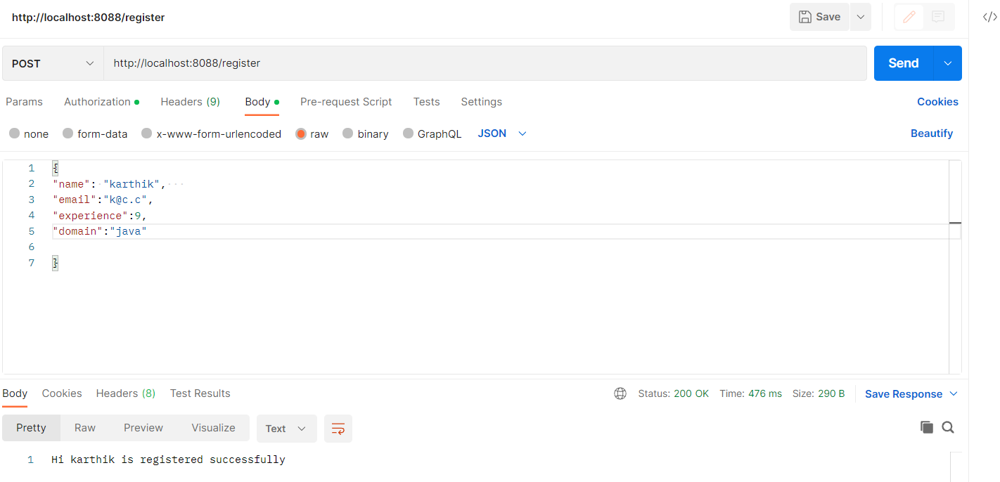 http://localhost:8088/register Save </>
POST http://localhost:8088/register Send
Params Authorization Headers (9) Body Pre-request Script Tests Settings Cookies
none form-data x-www-form-urlencoded raw binary GraphQL JSON Beautify
1 {
2 "name": "karthik",
3 "email":"k@c.c",
4 "experience":9,
5 "domain":"java"
6
7 }
Body Cookies Headers (8) Test Results Status: 200 OK Time: 476 ms Size: 290 B Save Response
Pretty Raw Preview Visualize Text
1 Hi karthik is registered successfully